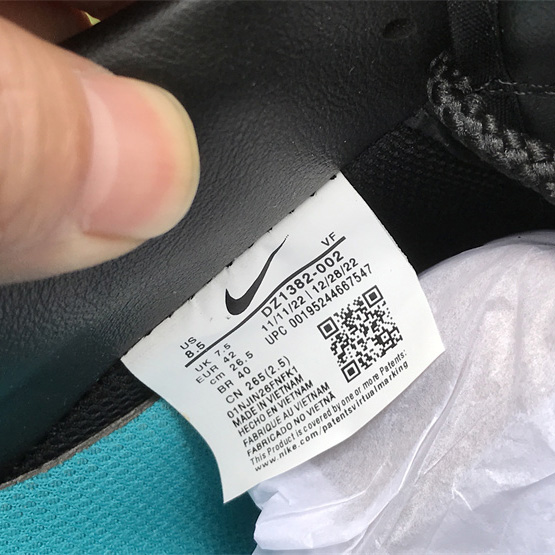 VF
DZ1382-002
11/11/22 | 12/28/22
UPC 00195244667547
US
8.5
UK 7.5
EUR 42
cm 26.5
BR 40
CN 265(2.5)
01NJIN26FNFK1
MADE IN VIETNAM
HECHO EN VIETNAM
FABRIQUE AU VIETNAM
FABRICADO NO VIETNÃ
This Product is covered by one or more Patents:
www.nike.com/patentsvirtualmarking